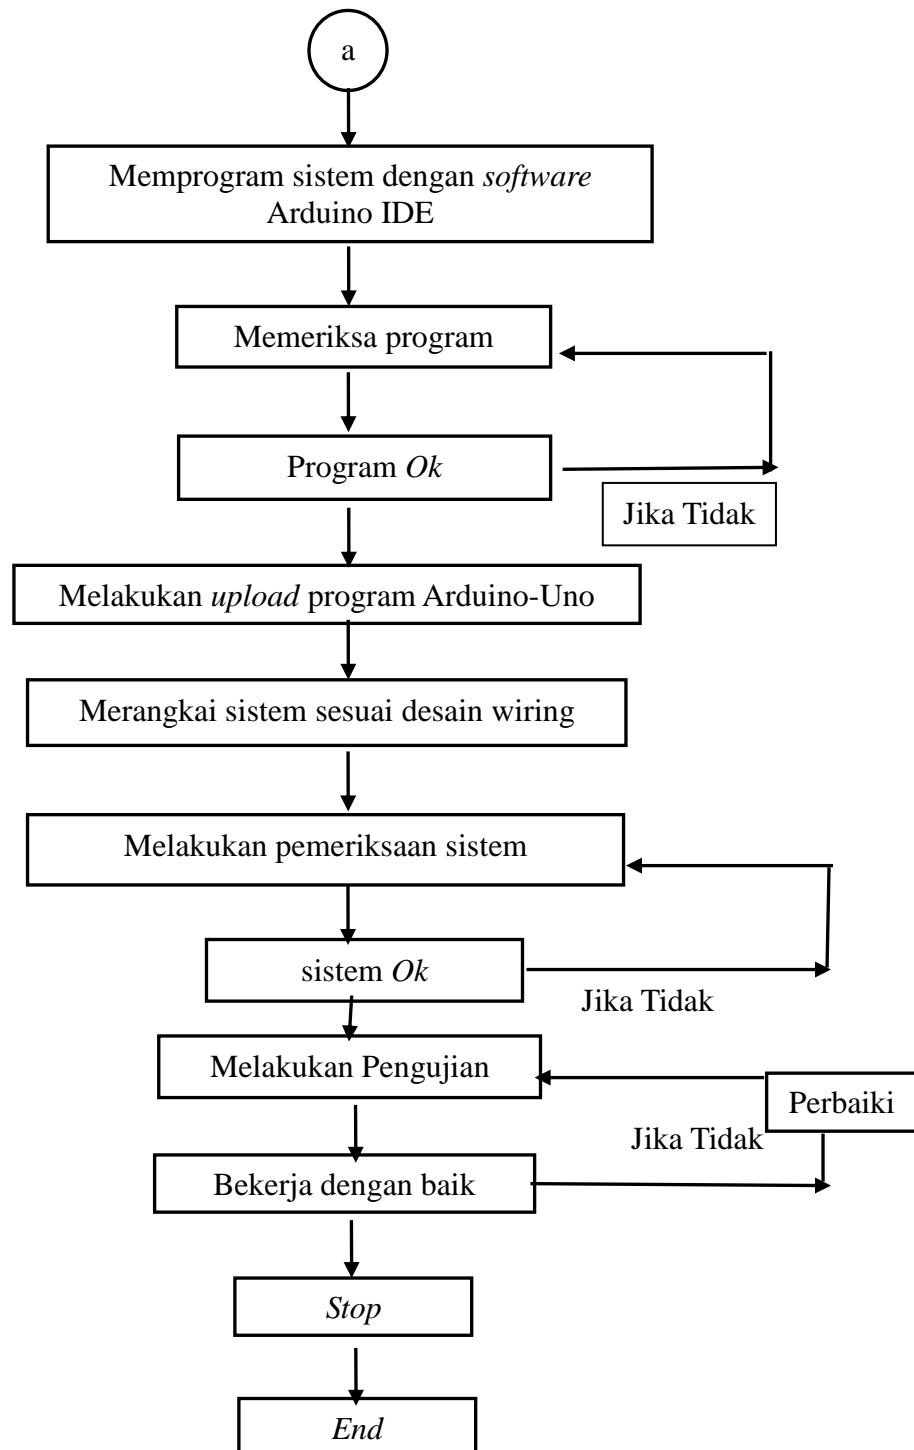 a
Memprogram sistem dengan software
Arduino IDE
Memeriksa program
Program Ok
Jika Tidak
Melakukan upload program Arduino-Uno
Merangkai sistem sesuai desain wiring
Melakukan pemeriksaan sistem
sistem Ok
Jika Tidak
Melakukan Pengujian
Perbaiki
Jika Tidak
Bekerja dengan baik
Stop
End